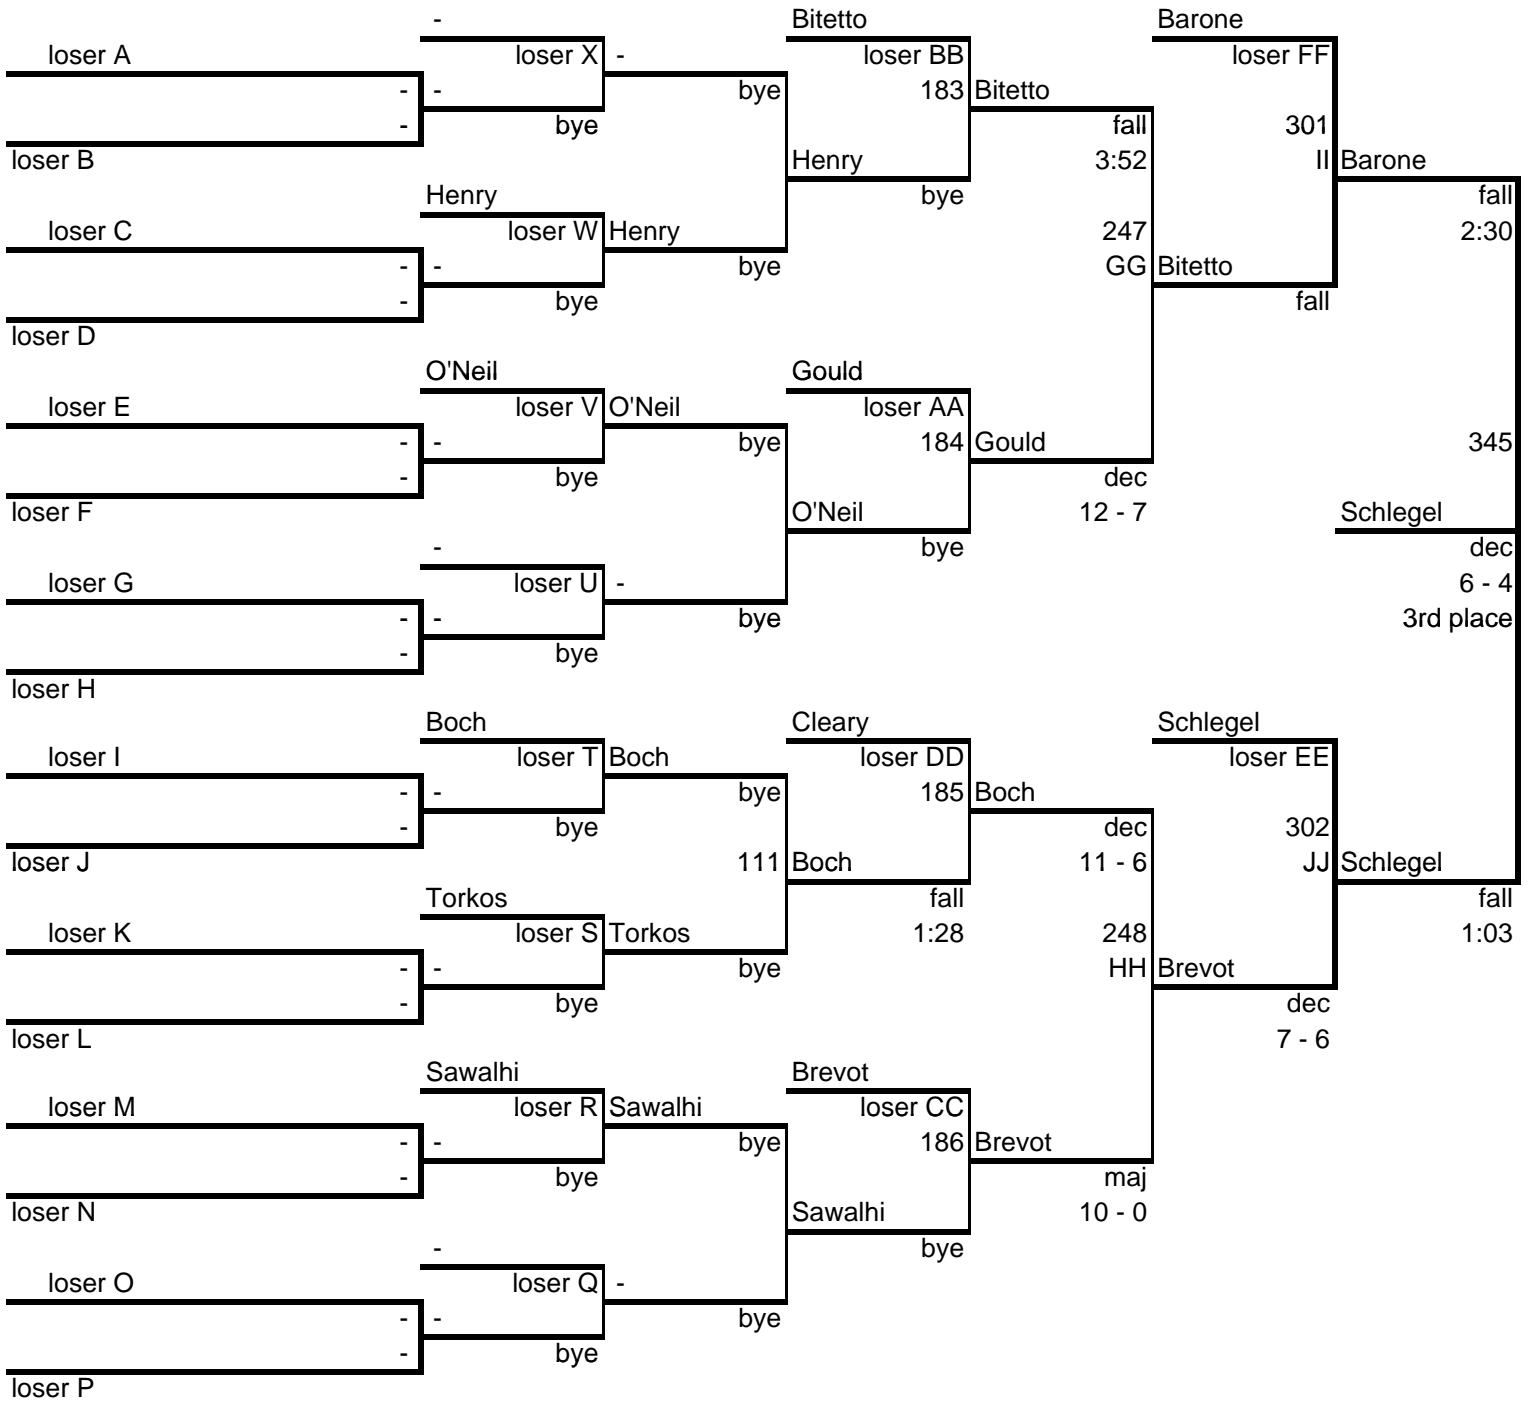 - Bitetto Barone
loser A loser X - loser BB loser FF
- - bye 183 Bitetto
- bye fall 301
loser B Henry 3:52 II Barone
Henry bye fall
loser C loser W Henry 247 2:30
- - bye GG Bitetto
- bye fall
loser D
O'Neil Gould
loser E loser V O'Neil loser AA
- - bye 184 Gould 345
- bye dec
loser F O'Neil 12 - 7 Schlegel
- bye dec
loser G loser U - 6 - 4
- - bye 3rd place
- bye
loser H
Boch Cleary Schlegel
loser I loser T Boch loser DD loser EE
- - bye 185 Boch
- bye dec 302
loser J 111 Boch 11 - 6 JJ Schlegel
Torkos fall fall
loser K loser S Torkos 1:28 248 1:03
- - bye HH Brevot
- bye dec
loser L 7 - 6
Sawalhi Brevot
loser M loser R Sawalhi loser CC
- - bye 186 Brevot
- bye maj
loser N Sawalhi 10 - 0
- bye
loser O loser Q -
- - bye
- bye
loser P